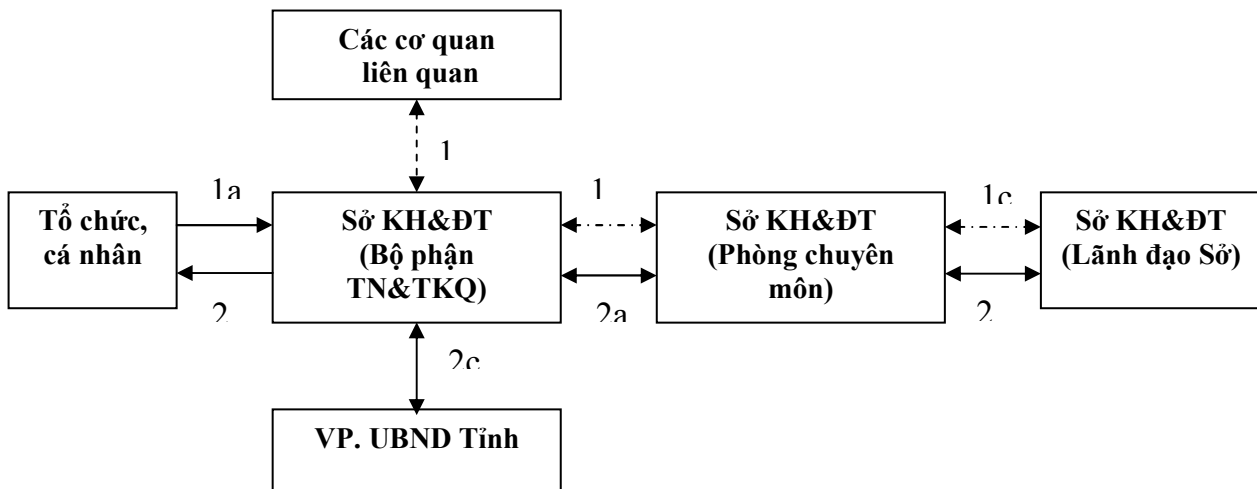 Các cơ quan
liên quan
1
1a
Tổ chức,
cá nhân
2
Sở KH&ĐT
(Bộ phận
TN&TKQ)
1
2a
Sở KH&ĐT
(Phòng chuyên
môn)
1c
2
Sở KH&ĐT
(Lãnh đạo Sở)
2c
VP. UBND Tỉnh